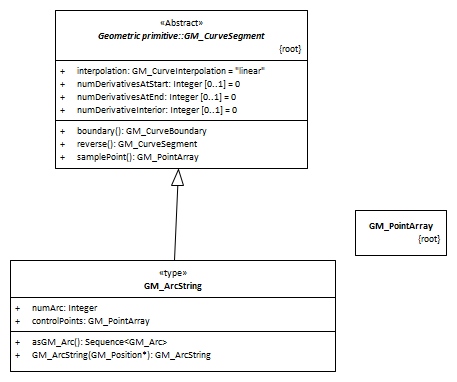 «Abstract»
Geometric primitive::GM_CurveSegment
{root}
+ interpolation: GM_CurveInterpolation = "linear"
+ numDerivativesAtStart: Integer [0..1] = 0
+ numDerivativesAtEnd: Integer [0..1] = 0
+ numDerivativeInterior: Integer [0..1] = 0
+ boundary(): GM_CurveBoundary
+ reverse(): GM_CurveSegment
+ samplePoint(): GM_PointArray
GM_PointArray
{root}
«type»
GM_ArcString
+ numArc: Integer
+ controlPoints: GM_PointArray
+ asGM_Arc(): Sequence<GM_Arc>
+ GM_ArcString(GM_Position*): GM_ArcString